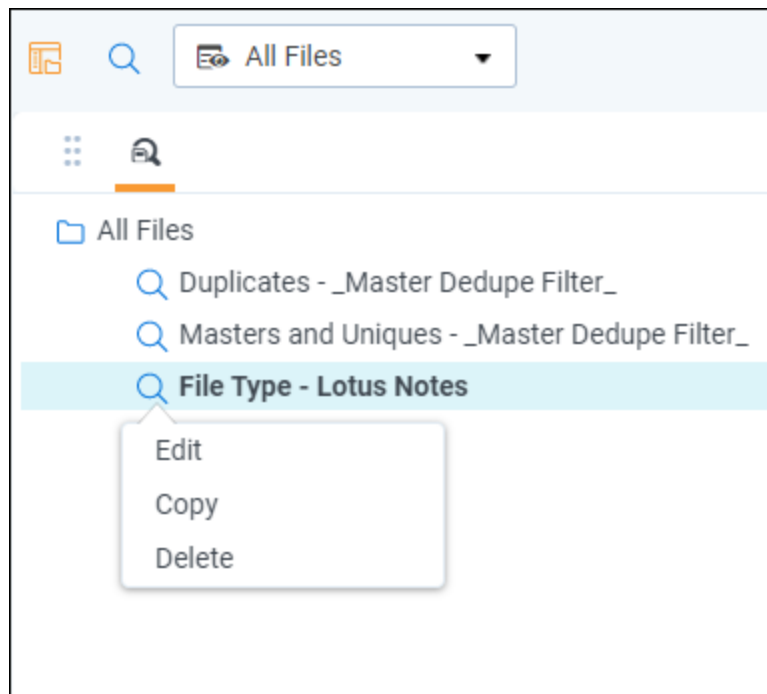 All Files
All Files
Duplicates - _Master Dedupe Filter_
Masters and Uniques - _Master Dedupe Filter_
File Type - Lotus Notes
Edit
Copy
Delete